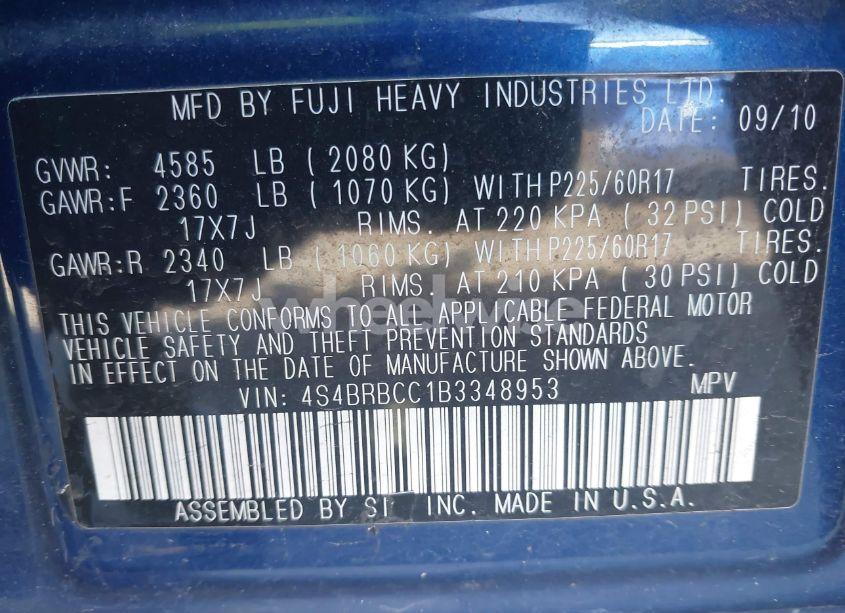 MFD BY FUJI HEAVY INDUSTRIES LTD.
DATE: 09/10
GVWR: 4585 LB ( 2080 KG)
GAWR:F 2360 LB ( 1070 KG) WITH P225/60R17 TIRES.
17X7J RIMS. AT 220 KPA ( 32 PSI) COLD
GAWR:R 2340 LB ( 1060 KG) WITH P225/60R17 TIRES.
17X7J RIMS. AT 210 KPA ( 30 PSI) COLD
wheelwise
THIS VEHICLE CONFORMS TO ALL APPLICABLE FEDERAL MOTOR
VEHICLE SAFETY AND THEFT PREVENTION STANDARDS
IN EFFECT ON THE DATE OF MANUFACTURE SHOWN ABOVE.
VIN: 4S4BRBCC1B3348953 MPV
ASSEMBLED BY SI INC. MADE IN U.S.A.